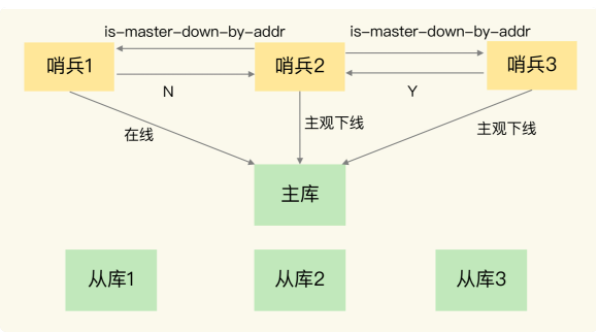 is-master-down-by-addr
is-master-down-by-addr
哨兵1
哨兵2
哨兵3
N
Y
在线
主观下线
主观下线
主库
从库1
从库2
从库3